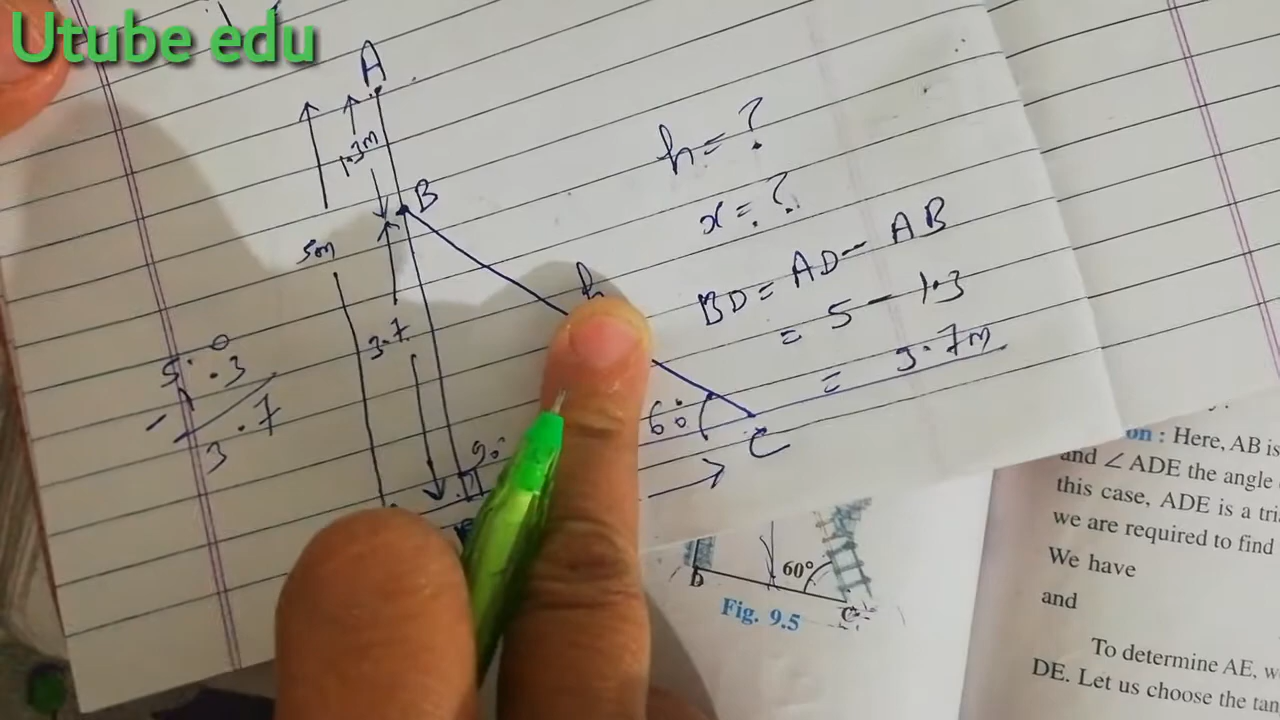 Utube edu
A
1.3m
B
5m
3.7
5.0
- 1.3
3.7
h
90°
60°
C
h = ?
x = ?
BD = AD - AB
= 5 - 1.3
= 3.7m
60°
D
C
Fig. 9.5
on : Here, AB is
and ∠ ADE the angle
this case, ADE is a tri
we are required to find
We have
and
To determine AE, w
DE. Let us choose the tan